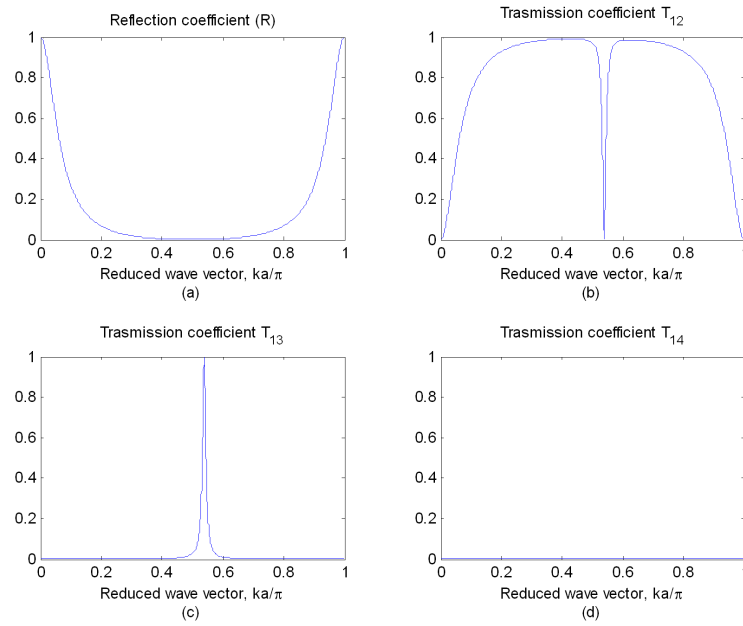 Reflection coefficient (R)
1
0.8
0.6
0.4
0.2
0
0 0.2 0.4 0.6 0.8 1
Reduced wave vector, ka/π
(a)
Trasmission coefficient T12
1
0.8
0.6
0.4
0.2
0
0 0.2 0.4 0.6 0.8 1
Reduced wave vector, ka/π
(b)
Trasmission coefficient T13
1
0.8
0.6
0.4
0.2
0
0 0.2 0.4 0.6 0.8 1
Reduced wave vector, ka/π
(c)
Trasmission coefficient T14
1
0.8
0.6
0.4
0.2
0
0 0.2 0.4 0.6 0.8 1
Reduced wave vector, ka/π
(d)